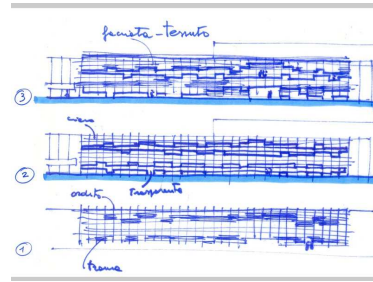 facciata-tessuto
3
2
trasparente
ordito
1
trama